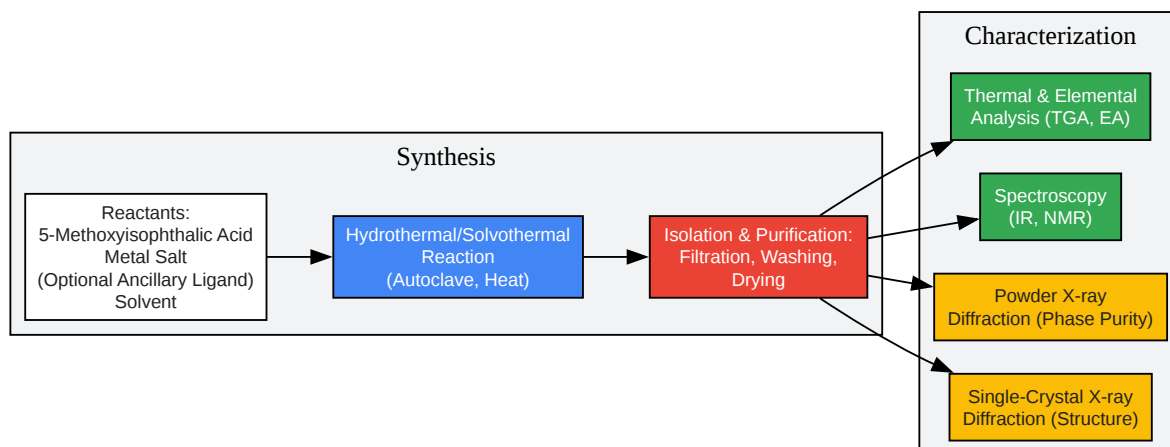 Synthesis
Reactants:
5-Methoxyisophthalic Acid
Metal Salt
(Optional Ancillary Ligand)
Solvent
Hydrothermal/Solvothermal
Reaction
(Autoclave, Heat)
Isolation & Purification:
Filtration, Washing,
Drying
Characterization
Thermal & Elemental
Analysis (TGA, EA)
Spectroscopy
(IR, NMR)
Powder X-ray
Diffraction (Phase Purity)
Single-Crystal X-ray
Diffraction (Structure)